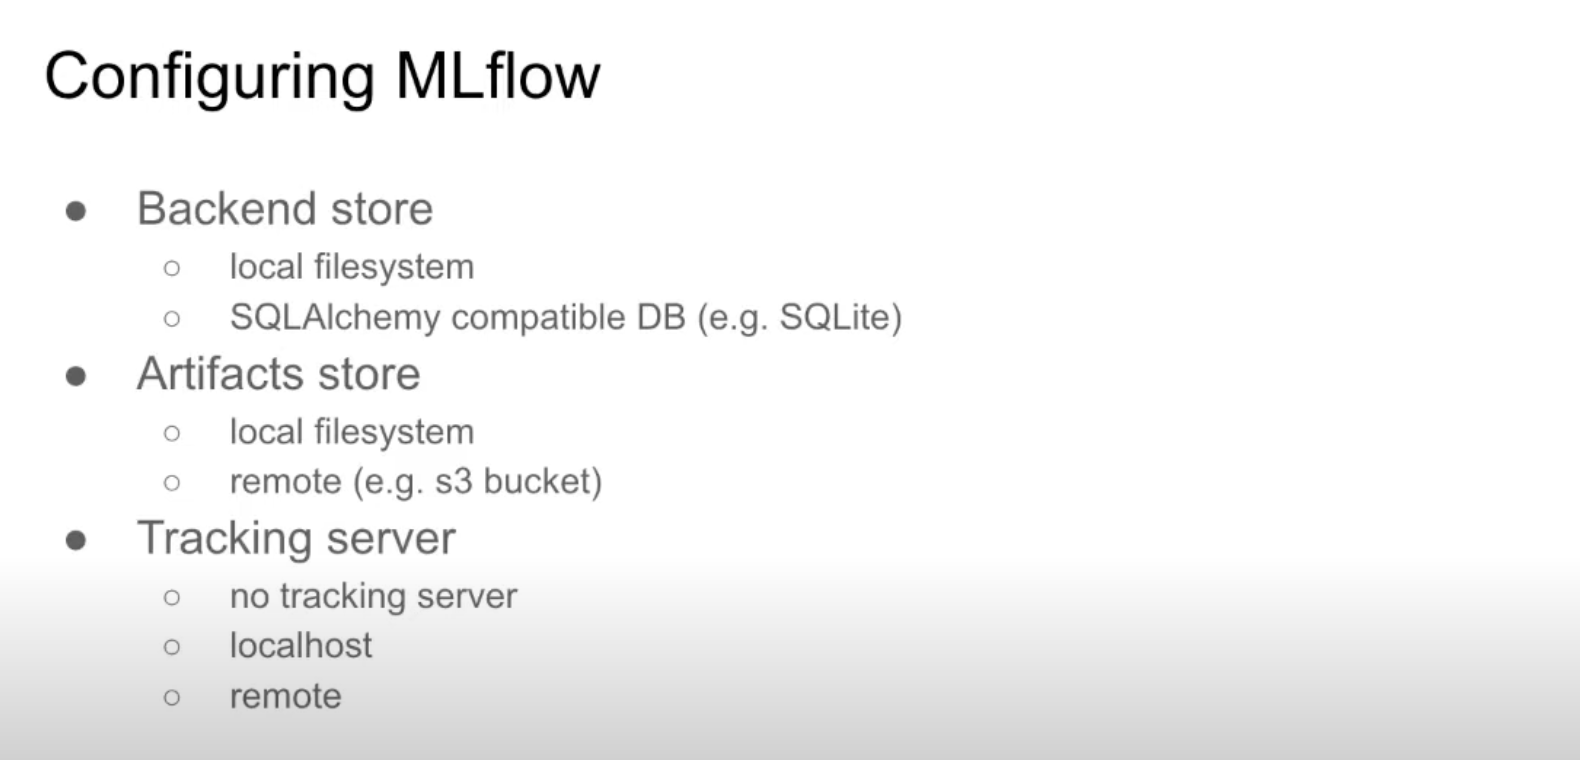 Configuring MLflow
● Backend store
○ local filesystem
○ SQLAlchemy compatible DB (e.g. SQLite)
● Artifacts store
○ local filesystem
○ remote (e.g. s3 bucket)
● Tracking server
○ no tracking server
○ localhost
○ remote